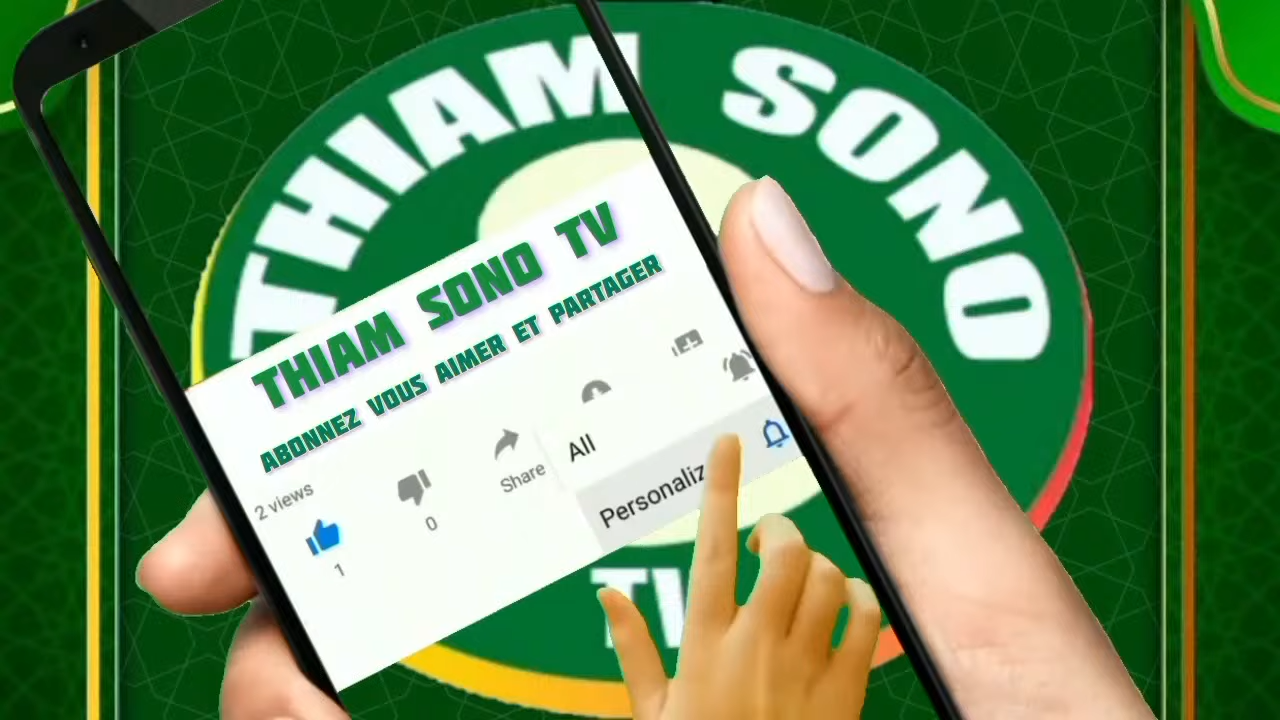 THIAM SONO
THIAM SONO TV
ABONNEZ VOUS AIMER ET PARTAGER
2 views
1
0
Share
All
Personaliz
TV